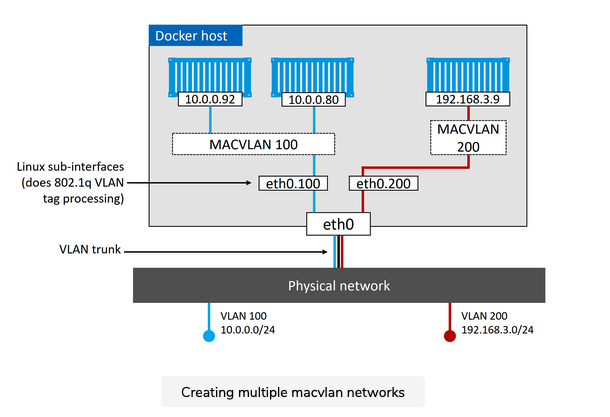 Docker host
10.0.0.92
10.0.0.80
192.168.3.9
MACVLAN 100
MACVLAN
200
Linux sub-interfaces
(does 802.1q VLAN
tag processing)
eth0.100
eth0.200
eth0
VLAN trunk
Physical network
VLAN 100
10.0.0.0/24
VLAN 200
192.168.3.0/24
Creating multiple macvlan networks